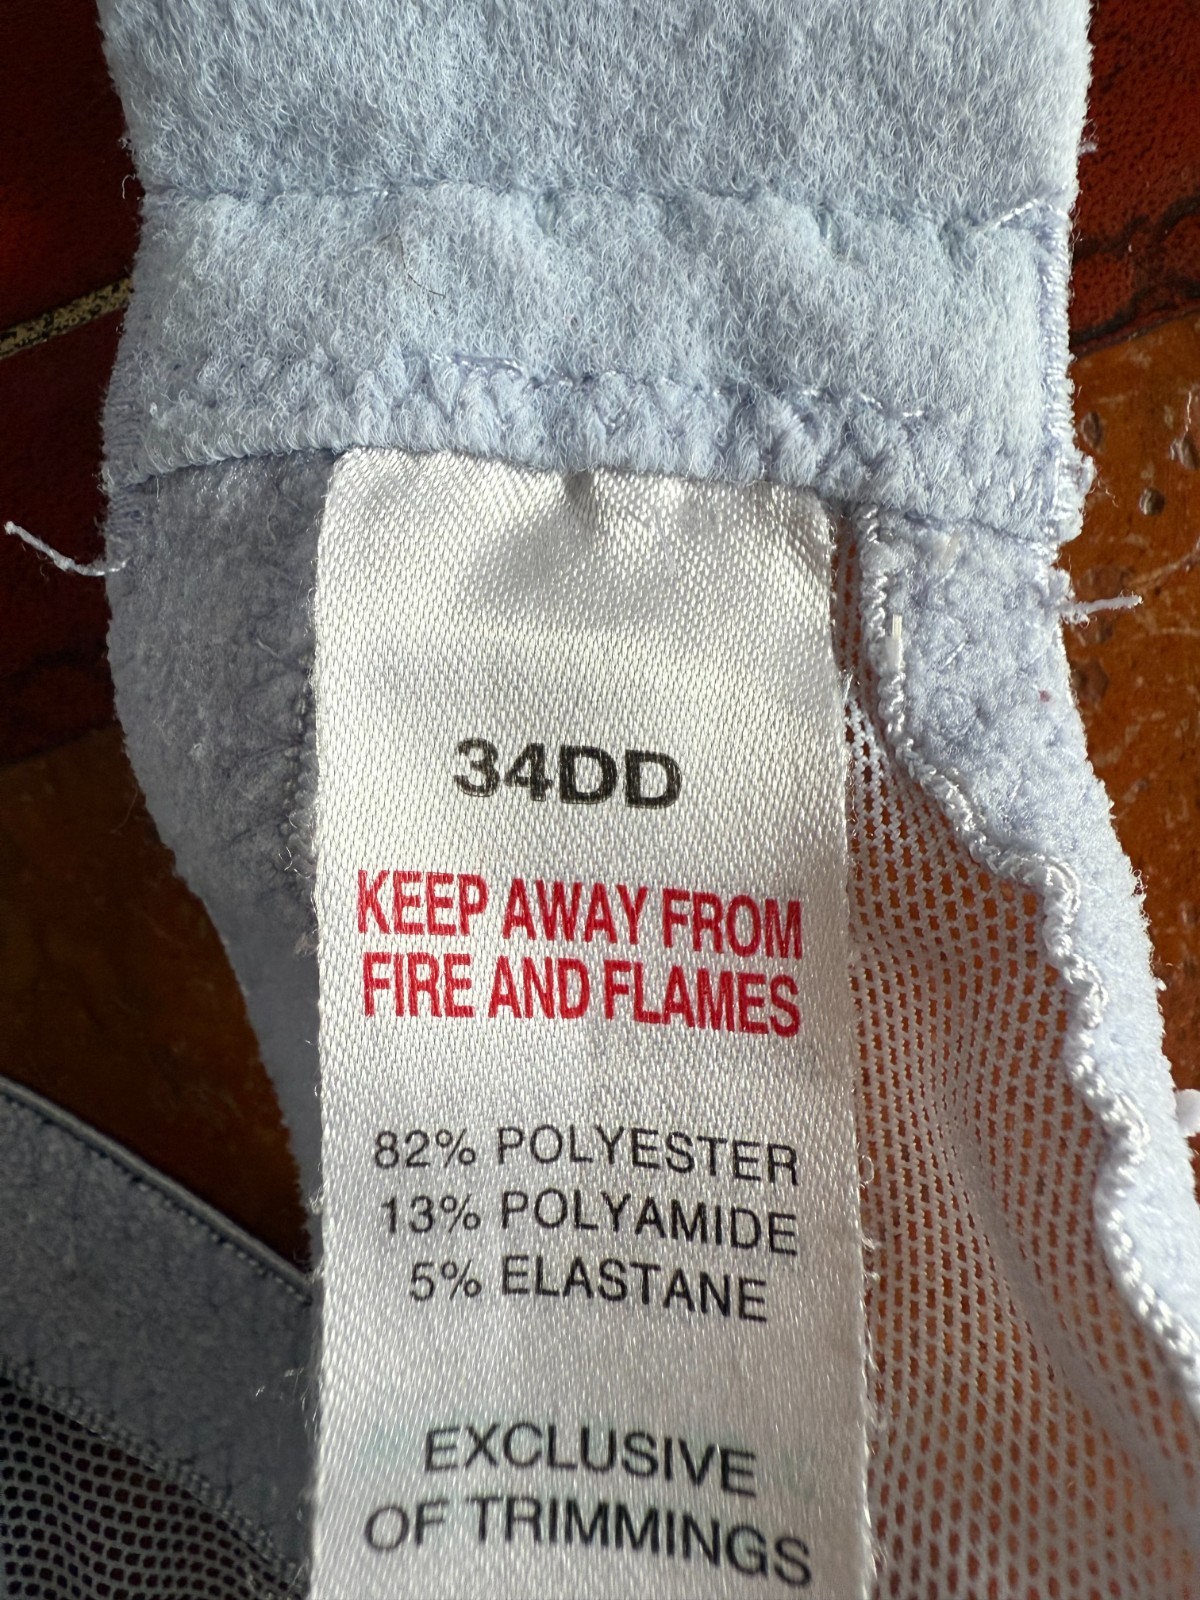 34DD
KEEP AWAY FROM
FIRE AND FLAMES
82% POLYESTER
13% POLYAMIDE
5% ELASTANE
EXCLUSIVE
OF TRIMMINGS